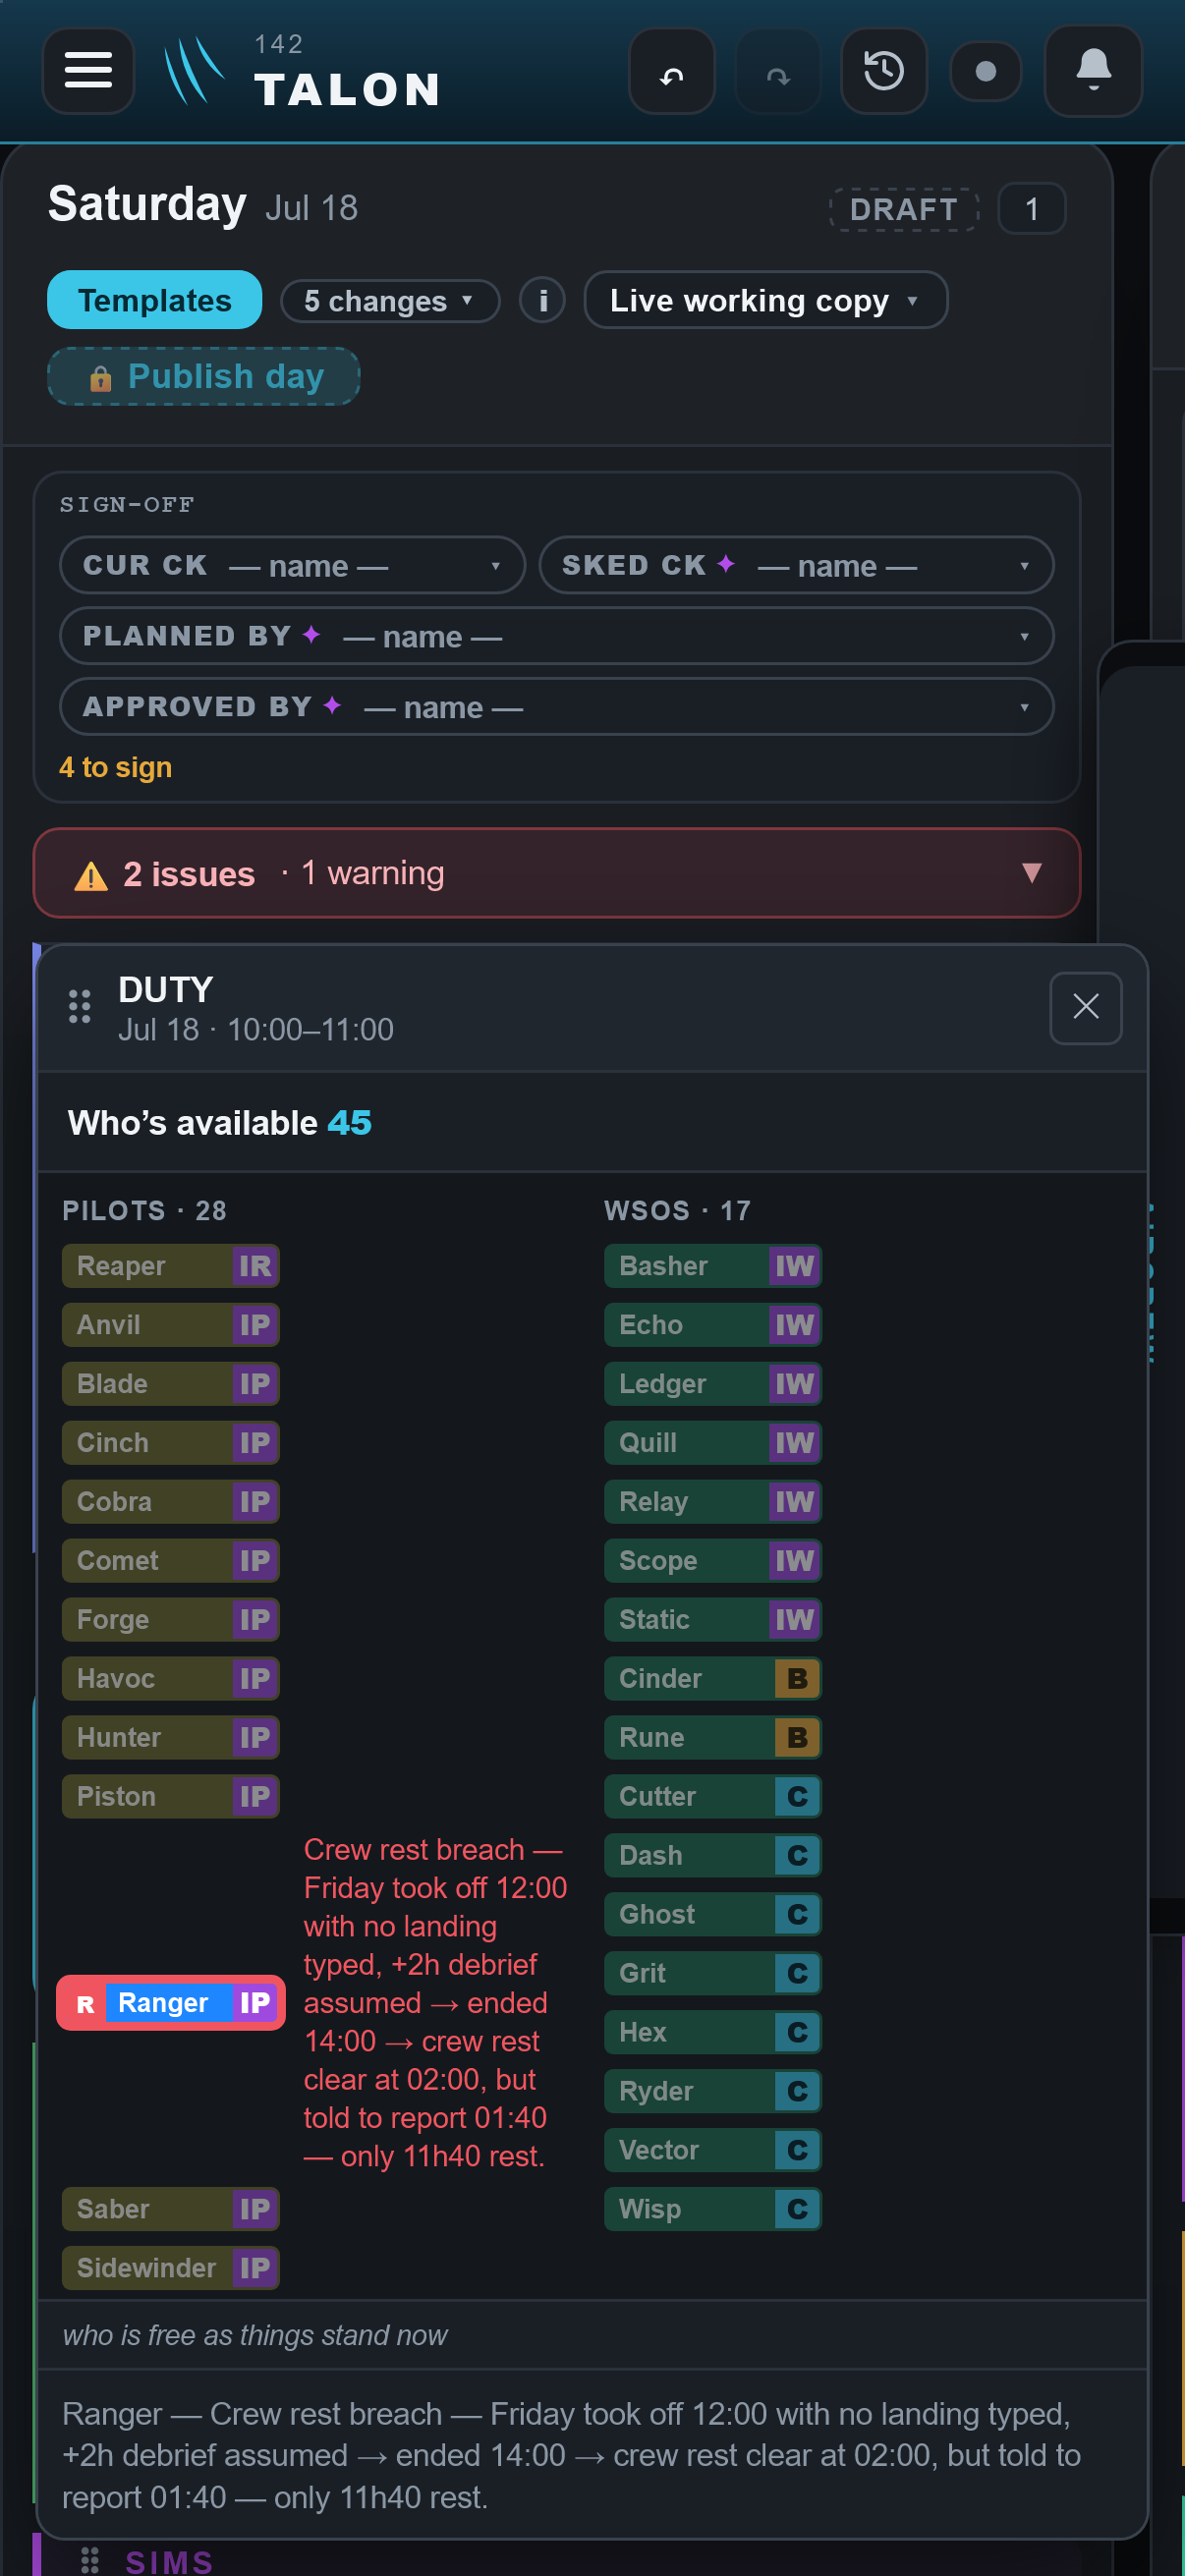 142
TALON
Saturday Jul 18
DRAFT 1
Templates 5 changes ▾ i Live working copy ▾
Publish day
SIGN-OFF
CUR CK — name — ▾ SKED CK ✦ — name — ▾
PLANNED BY ✦ — name — ▾
APPROVED BY ✦ — name — ▾
4 to sign
2 issues · 1 warning ▼
DUTY
Jul 18 · 10:00–11:00
Who’s available 45
PILOTS · 28
Reaper IR
Anvil IP
Blade IP
Cinch IP
Cobra IP
Comet IP
Forge IP
Havoc IP
Hunter IP
Piston IP
R Ranger IP
Crew rest breach —
Friday took off 12:00
with no landing
typed, +2h debrief
assumed → ended
14:00 → crew rest
clear at 02:00, but
told to report 01:40
— only 11h40 rest.
Saber IP
Sidewinder IP
WSOS · 17
Basher IW
Echo IW
Ledger IW
Quill IW
Relay IW
Scope IW
Static IW
Cinder B
Rune B
Cutter C
Dash C
Ghost C
Grit C
Hex C
Ryder C
Vector C
Wisp C
who is free as things stand now
Ranger — Crew rest breach — Friday took off 12:00 with no landing typed,
+2h debrief assumed → ended 14:00 → crew rest clear at 02:00, but told to
report 01:40 — only 11h40 rest.
SIMS